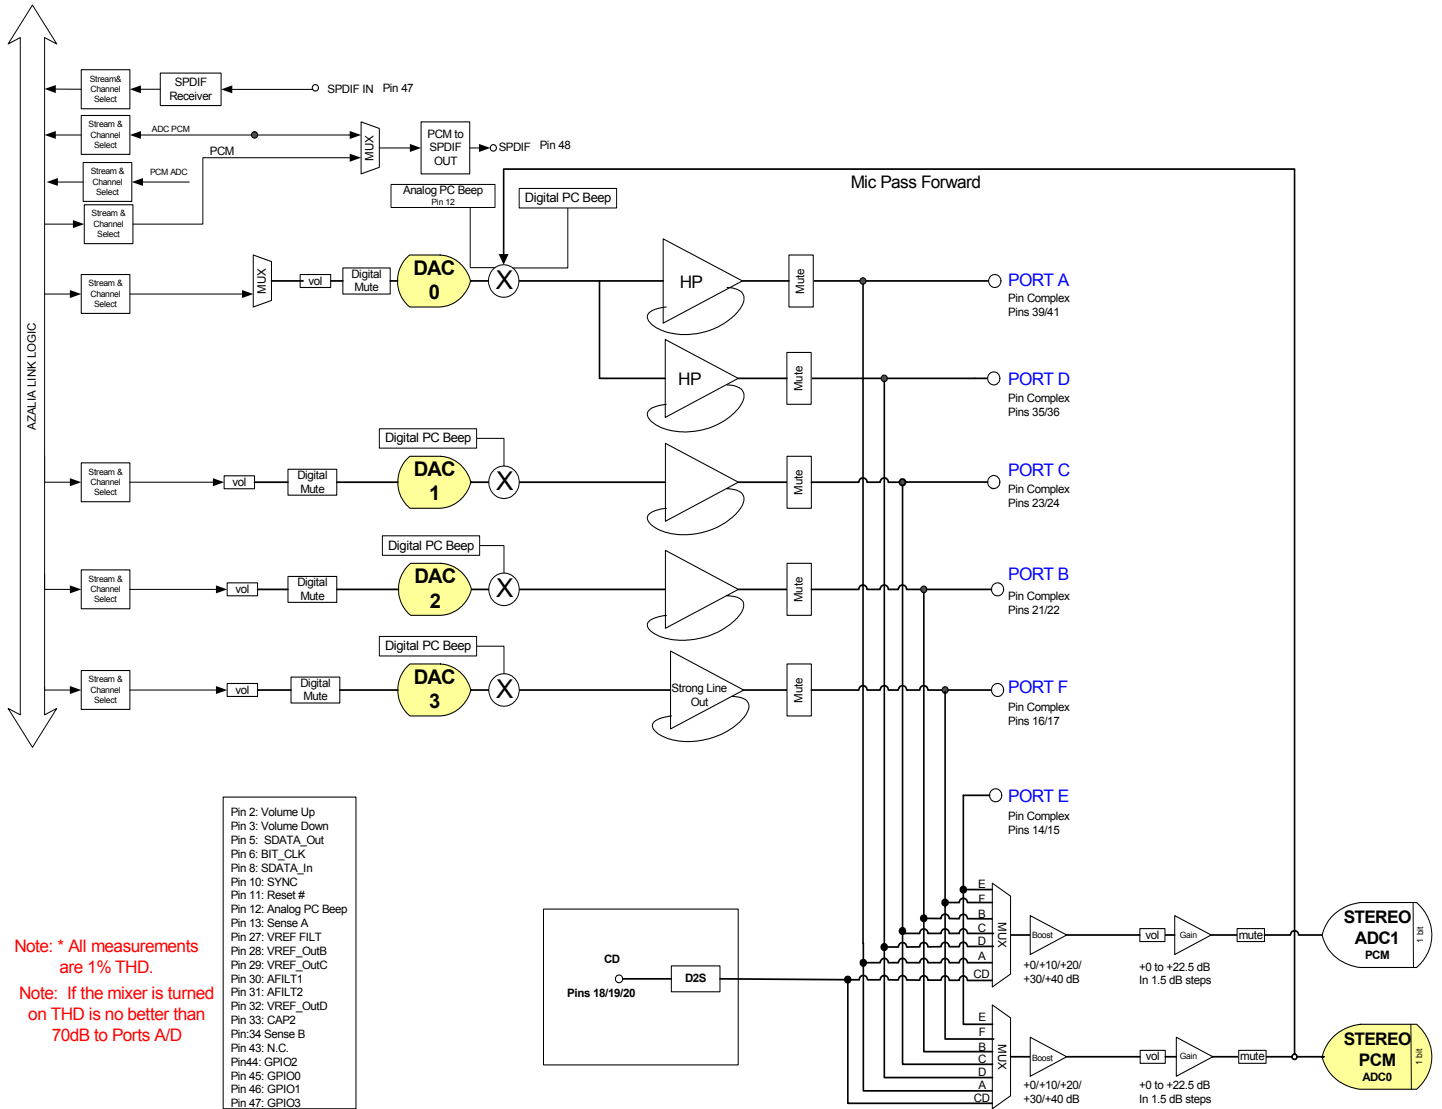 Stream&
Channel
Select
SPDIF
Receiver
SPDIF IN Pin 47
Stream &
Channel
Select
ADC PCM
MUX
PCM to
SPDIF
OUT
SPDIF Pin 48
PCM
Stream &
Channel
Select
PCM ADC
Stream &
Channel
Select
Analog PC Beep
Pin 12
Digital PC Beep
Mic Pass Forward
AZALIA LINK LOGIC
Stream &
Channel
Select
MUX
vol
Digital
Mute
DAC
0
X
HP
Mute
PORT A
Pin Complex
Pins 39/41
HP
Mute
PORT D
Pin Complex
Pins 35/36
Digital PC Beep
Stream &
Channel
Select
vol
Digital
Mute
DAC
1
X
Mute
PORT C
Pin Complex
Pins 23/24
Digital PC Beep
Stream &
Channel
Select
vol
Digital
Mute
DAC
2
X
Mute
PORT B
Pin Complex
Pins 21/22
Digital PC Beep
Stream &
Channel
Select
vol
Digital
Mute
DAC
3
X
Strong Line
Out
Mute
PORT F
Pin Complex
Pins 16/17
PORT E
Pin Complex
Pins 14/15
Pin 2: Volume Up
Pin 3: Volume Down
Pin 5: SDATA_Out
Pin 6: BIT_CLK
Pin 8: SDATA_In
Pin 10: SYNC
Pin 11: Reset #
Pin 12: Analog PC Beep
Pin 13: Sense A
Pin 27: VREF FILT
Pin 28: VREF_OutB
Pin 29: VREF_OutC
Pin 30: AFILT1
Pin 31: AFILT2
Pin 32: VREF_OutD
Pin 33: CAP2
Pin:34 Sense B
Pin 43: N.C.
Pin44: GPIO2
Pin 45: GPIO0
Pin 46: GPIO1
Pin 47: GPIO3
Note: * All measurements
are 1% THD.
Note: If the mixer is turned
on THD is no better than
70dB to Ports A/D
CD
Pins 18/19/20
D2S
E
F
B
C
D
A
CD
MUX
Boost
+0/+10/+20/
+30/+40 dB
vol
Gain
+0 to +22.5 dB
In 1.5 dB steps
mute
STEREO
ADC1
PCM
1 bit
E
F
B
C
D
A
CD
MUX
Boost
+0/+10/+20/
+30/+40 dB
vol
Gain
+0 to +22.5 dB
In 1.5 dB steps
mute
STEREO
PCM
ADC0
1 bit